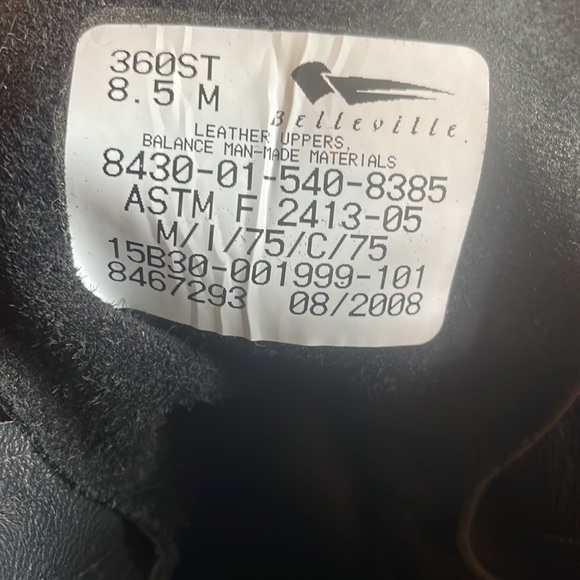 360ST
8.5 M
Belleville.
LEATHER UPPERS,
BALANCE MAN-MADE MATERIALS
8430-01-540-8385
ASTM F 2413-05
M/I/75/C/75
15B30-001999-101
8467293 08/2008